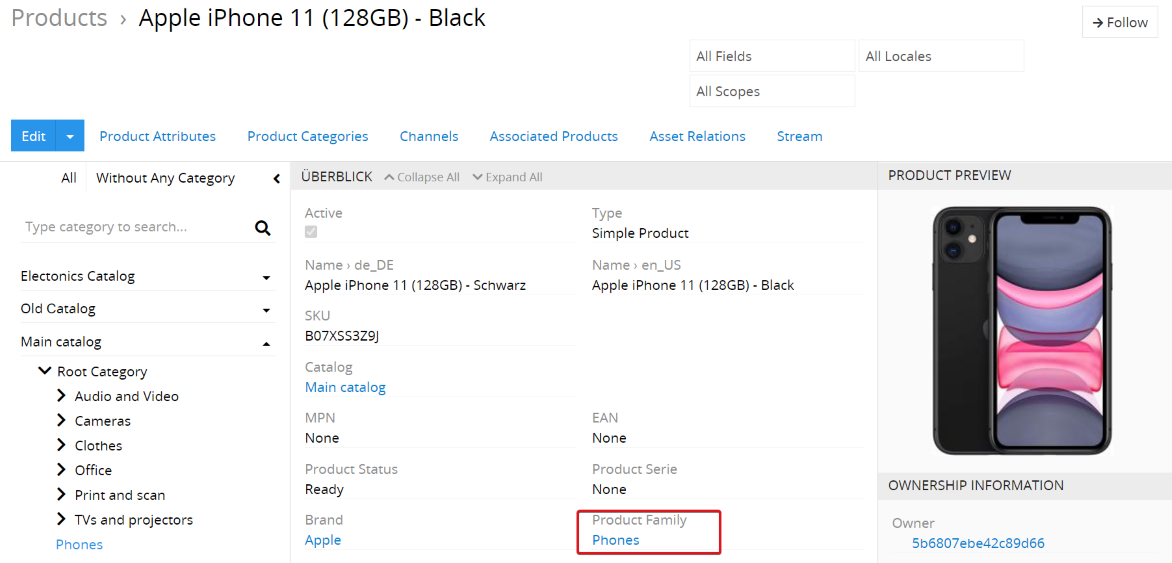 Products › Apple iPhone 11 (128GB) - Black
Follow
All Fields
All Locales
All Scopes
Edit
Product Attributes
Product Categories
Channels
Associated Products
Asset Relations
Stream
All
Without Any Category
Type category to search...
Electonics Catalog
Old Catalog
Main catalog
Root Category
Audio and Video
Cameras
Clothes
Office
Print and scan
TVs and projectors
Phones
ÜBERBLICK
Collapse All
Expand All
Active
Type
Simple Product
Name › de_DE
Apple iPhone 11 (128GB) - Schwarz
Name › en_US
Apple iPhone 11 (128GB) - Black
SKU
B07XSS3Z9J
Catalog
Main catalog
MPN
None
EAN
None
Product Status
Ready
Product Serie
None
Brand
Apple
Product Family
Phones
PRODUCT PREVIEW
OWNERSHIP INFORMATION
Owner
5b6807ebe42c89d66